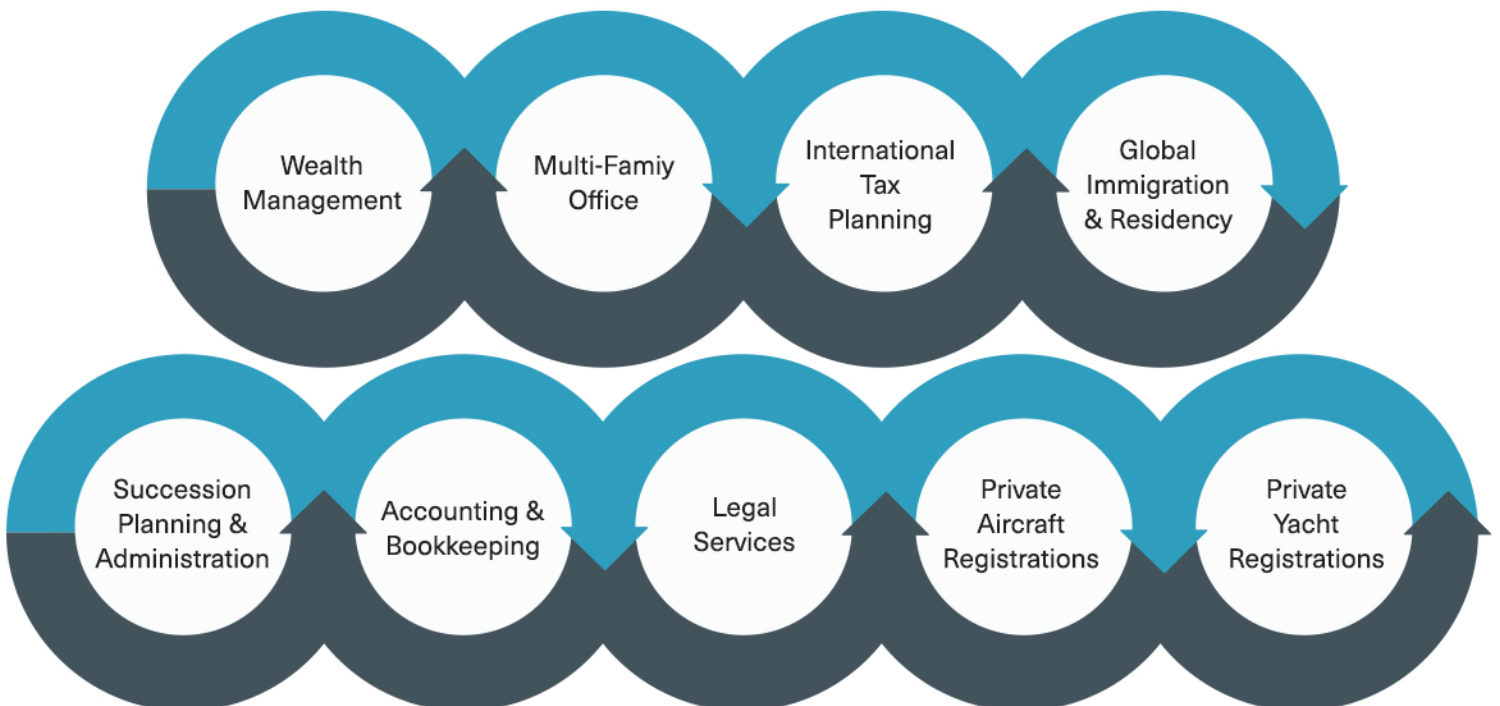 Wealth
Management
Multi-Famiy
Office
International
Tax
Planning
Global
Immigration
& Residency
Succession
Planning &
Administration
Accounting &
Bookkeeping
Legal
Services
Private
Aircraft
Registrations
Private
Yacht
Registrations